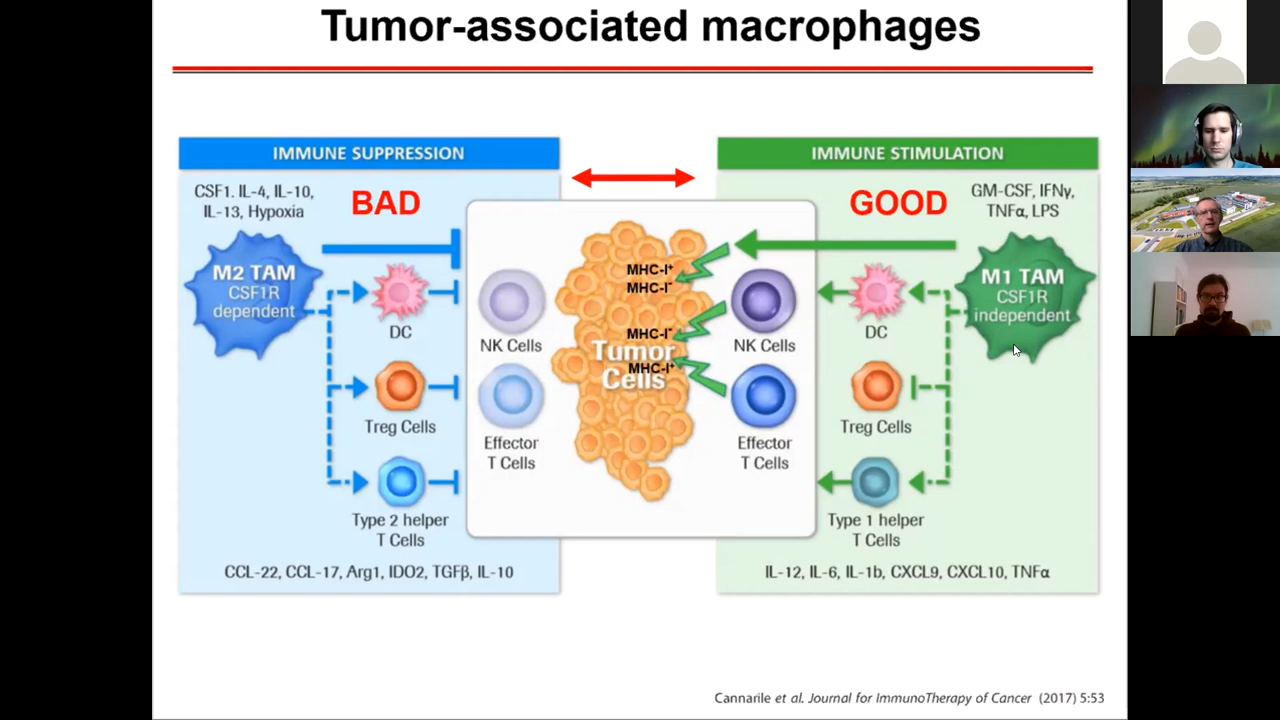 Tumor-associated macrophages
IMMUNE SUPPRESSION
CSF1. IL-4, IL-10,
IL-13, Hypoxia
BAD
M2 TAM
CSF1R
dependent
DC
Treg Cells
Type 2 helper
T Cells
CCL-22, CCL-17, Arg1, IDO2, TGFβ, IL-10
NK Cells
Effector
T Cells
MHC-I⁺
MHC-I⁻
MHC-I⁻
Tumor
MHC-I⁺
Cells
NK Cells
Effector
T Cells
IMMUNE STIMULATION
GOOD
GM-CSF, IFNγ,
TNFα, LPS
M1 TAM
CSF1R
independent
DC
Treg Cells
Type 1 helper
T Cells
IL-12, IL-6, IL-1b, CXCL9, CXCL10, TNFα
Cannarile et al. Journal for ImmunoTherapy of Cancer (2017) 5:53